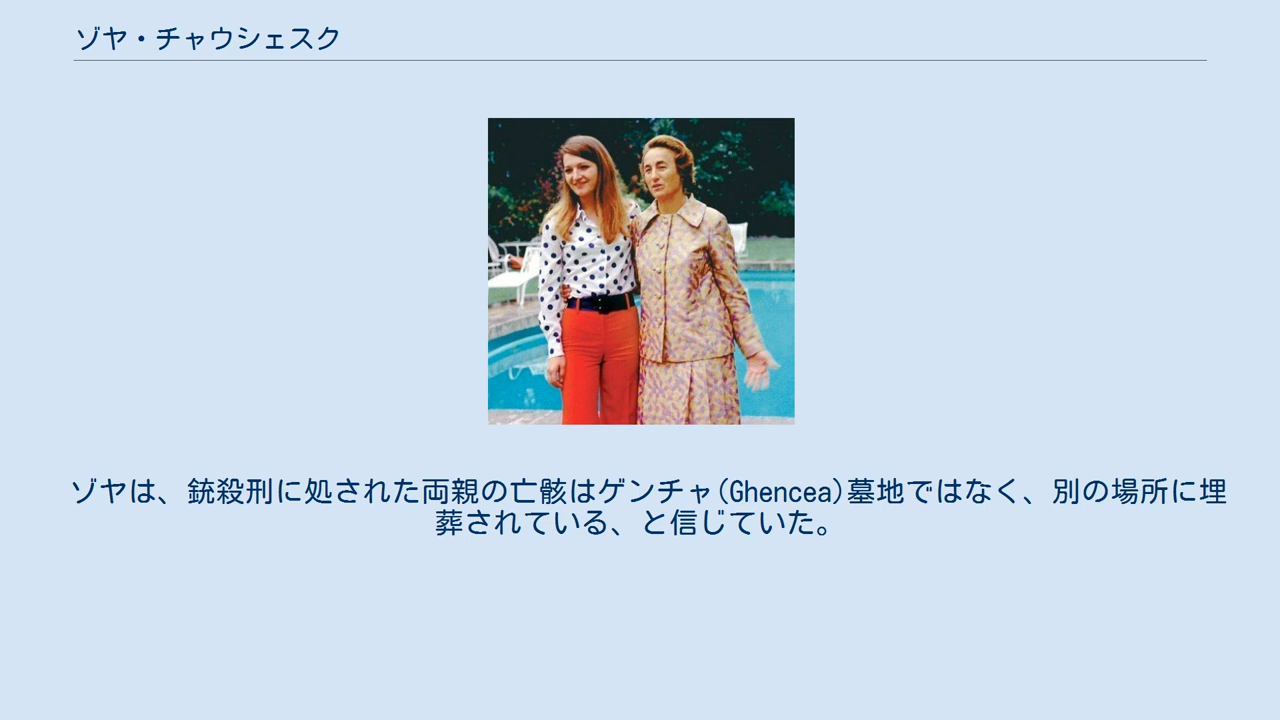 ゾヤ・チャウシェスク
ゾヤは、銃殺刑に処された両親の亡骸はゲンチャ(Ghencea)墓地ではなく、別の場所に埋
葬されている、と信じていた。